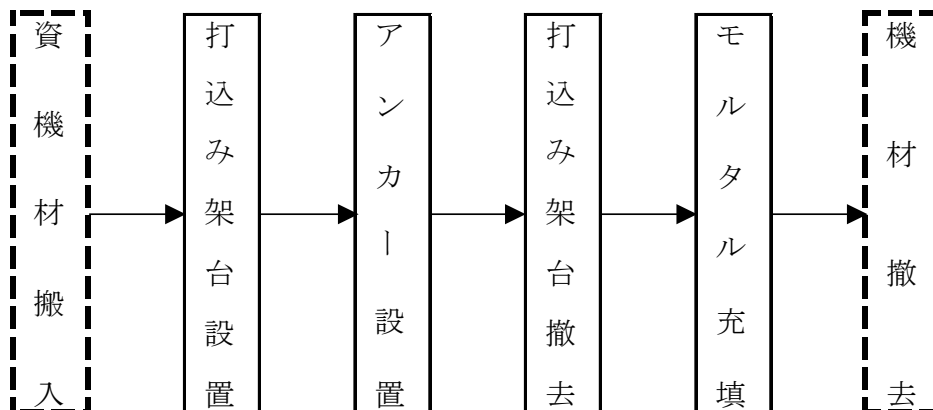 資機材搬入
打込み架台設置
アンカー設置
打込み架台撤去
モルタル充填
機材撤去